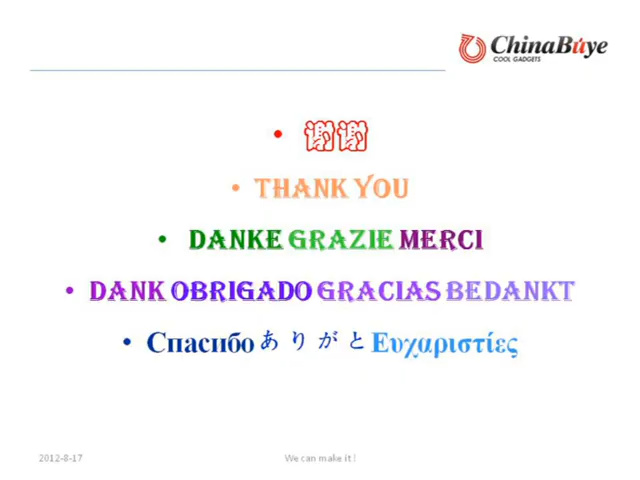 ChinaBuye
COOL GADGETS
• 谢谢
• THANK YOU
• DANKE GRAZIE MERCI
• DANK OBRIGADO GRACIAS BEDANKT
• Спаспбо ありがと Ευχαριστίες
2012-8-17
We can make it !